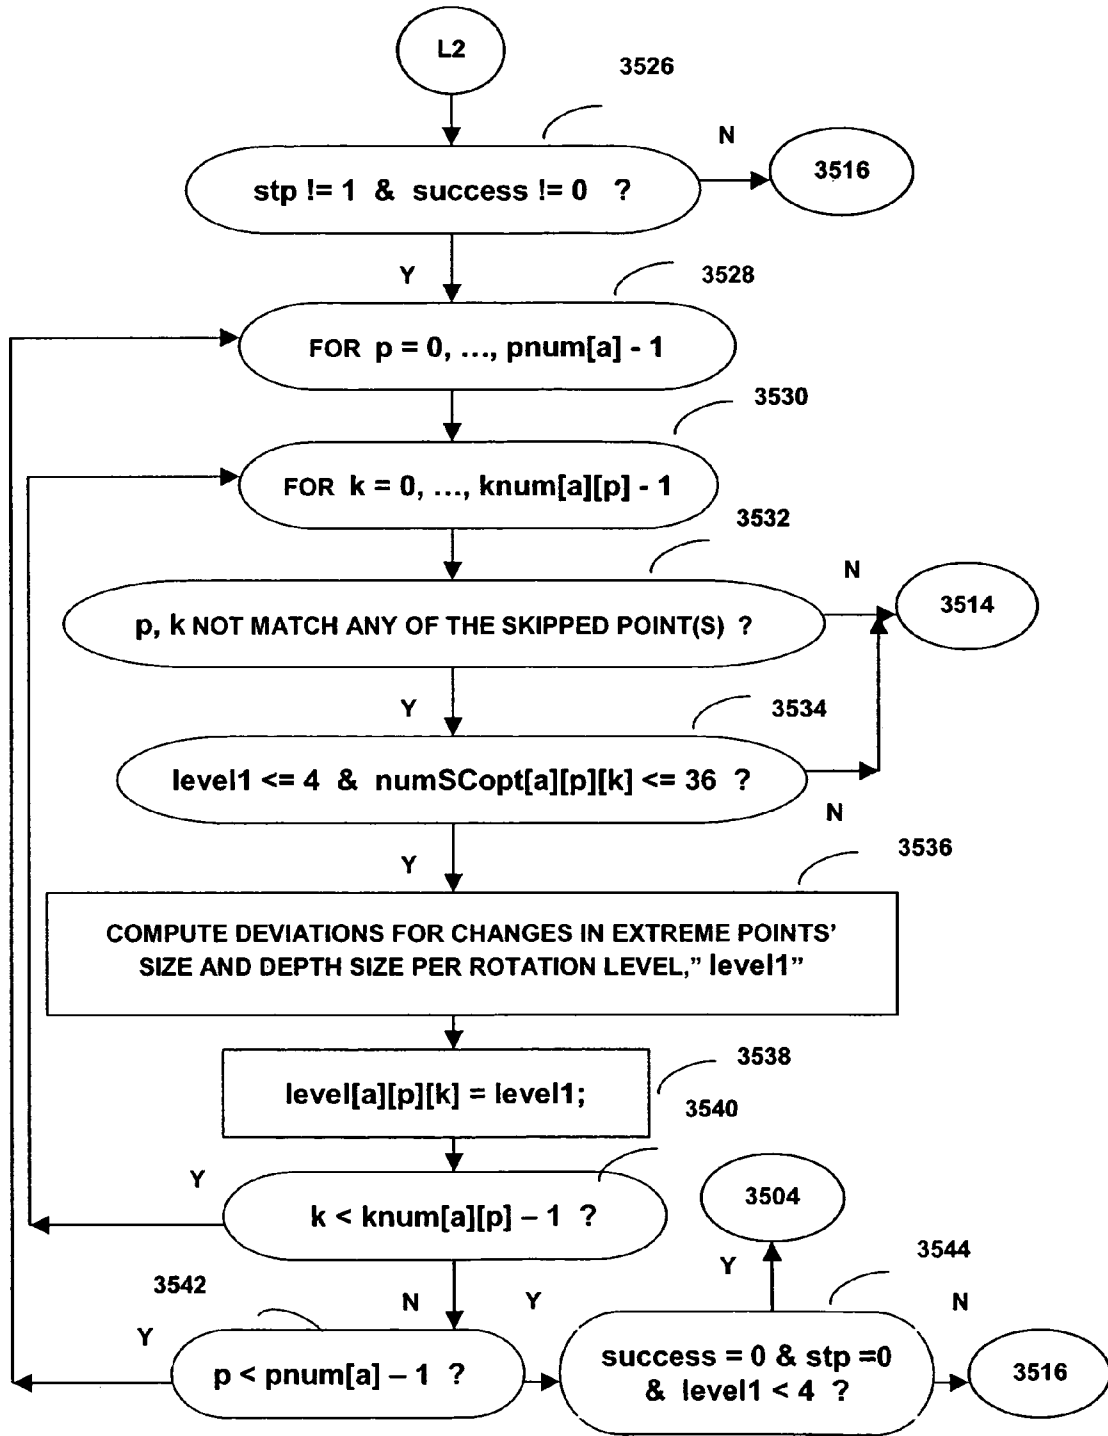 L2
3526
N
stp != 1 & success != 0 ?
3516
Y
3528
FOR p = 0, ..., pnum[a] - 1
3530
FOR k = 0, ..., knum[a][p] - 1
3532
N
p, k NOT MATCH ANY OF THE SKIPPED POINT(S) ?
3514
Y
3534
level1 <= 4 & numSCopt[a][p][k] <= 36 ?
N
Y
3536
COMPUTE DEVIATIONS FOR CHANGES IN EXTREME POINTS’
SIZE AND DEPTH SIZE PER ROTATION LEVEL,” level1”
3538
level[a][p][k] = level1;
3540
Y
k < knum[a][p] – 1 ?
3504
Y
3544
3542
N
Y
N
Y
p < pnum[a] – 1 ?
success = 0 & stp =0
& level1 < 4 ?
3516